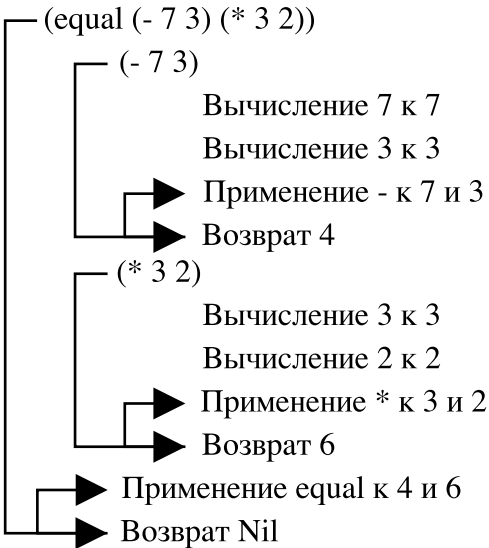 (equal (- 7 3) (* 3 2))
(- 7 3)
Вычисление 7 к 7
Вычисление 3 к 3
Применение - к 7 и 3
Возврат 4
(* 3 2)
Вычисление 3 к 3
Вычисление 2 к 2
Применение * к 3 и 2
Возврат 6
Применение equal к 4 и 6
Возврат Nil